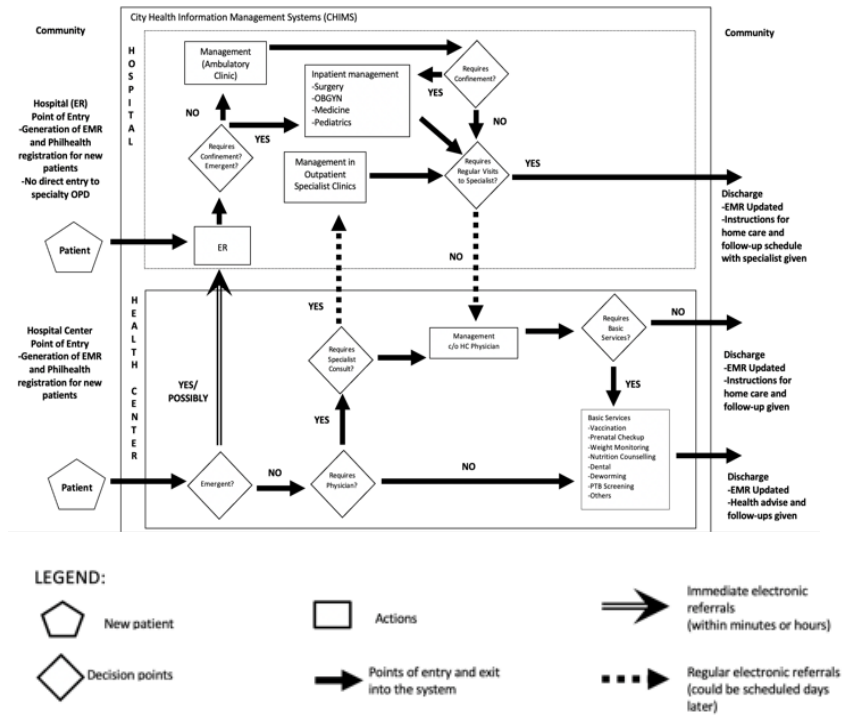 City Health Information Management Systems (CHIMS)
Community
Community
HOSPITAL
Management
(Ambulatory
Clinic)
Requires
Confinement?
Inpatient management
-Surgery
-OBGYN
-Medicine
-Pediatrics
YES
NO
NO
YES
Hospital (ER)
Point of Entry
-Generation of EMR
and Philhealth
registration for new
patients
-No direct entry to
specialty OPD
Requires
Confinement?
Emergent?
Management in
Outpatient
Specialist Clinics
Requires
Regular Visits
to Specialist?
YES
Discharge
-EMR Updated
-Instructions for
home care and
follow-up schedule
with specialist given
Patient
ER
NO
HEALTH CENTER
YES
Hospital Center
Point of Entry
-Generation of EMR
and Philhealth
registration for new
patients
Requires
Specialist
Consult?
Management
c/o HC Physician
Requires
Basic
Services?
NO
Discharge
-EMR Updated
-Instructions for
home care and
follow-up given
YES/
POSSIBLY
YES
YES
Basic Services
-Vaccination
-Prenatal Checkup
-Weight Monitoring
-Nutrition Counselling
-Dental
-Deworming
-PTB Screening
-Others
Patient
Emergent?
NO
Requires
Physician?
NO
Discharge
-EMR Updated
-Health advise and
follow-ups given
LEGEND:
New patient
Actions
Immediate electronic
referrals
(within minutes or hours)
Decision points
Points of entry and exit
into the system
Regular electronic referrals
(could be scheduled days
later)